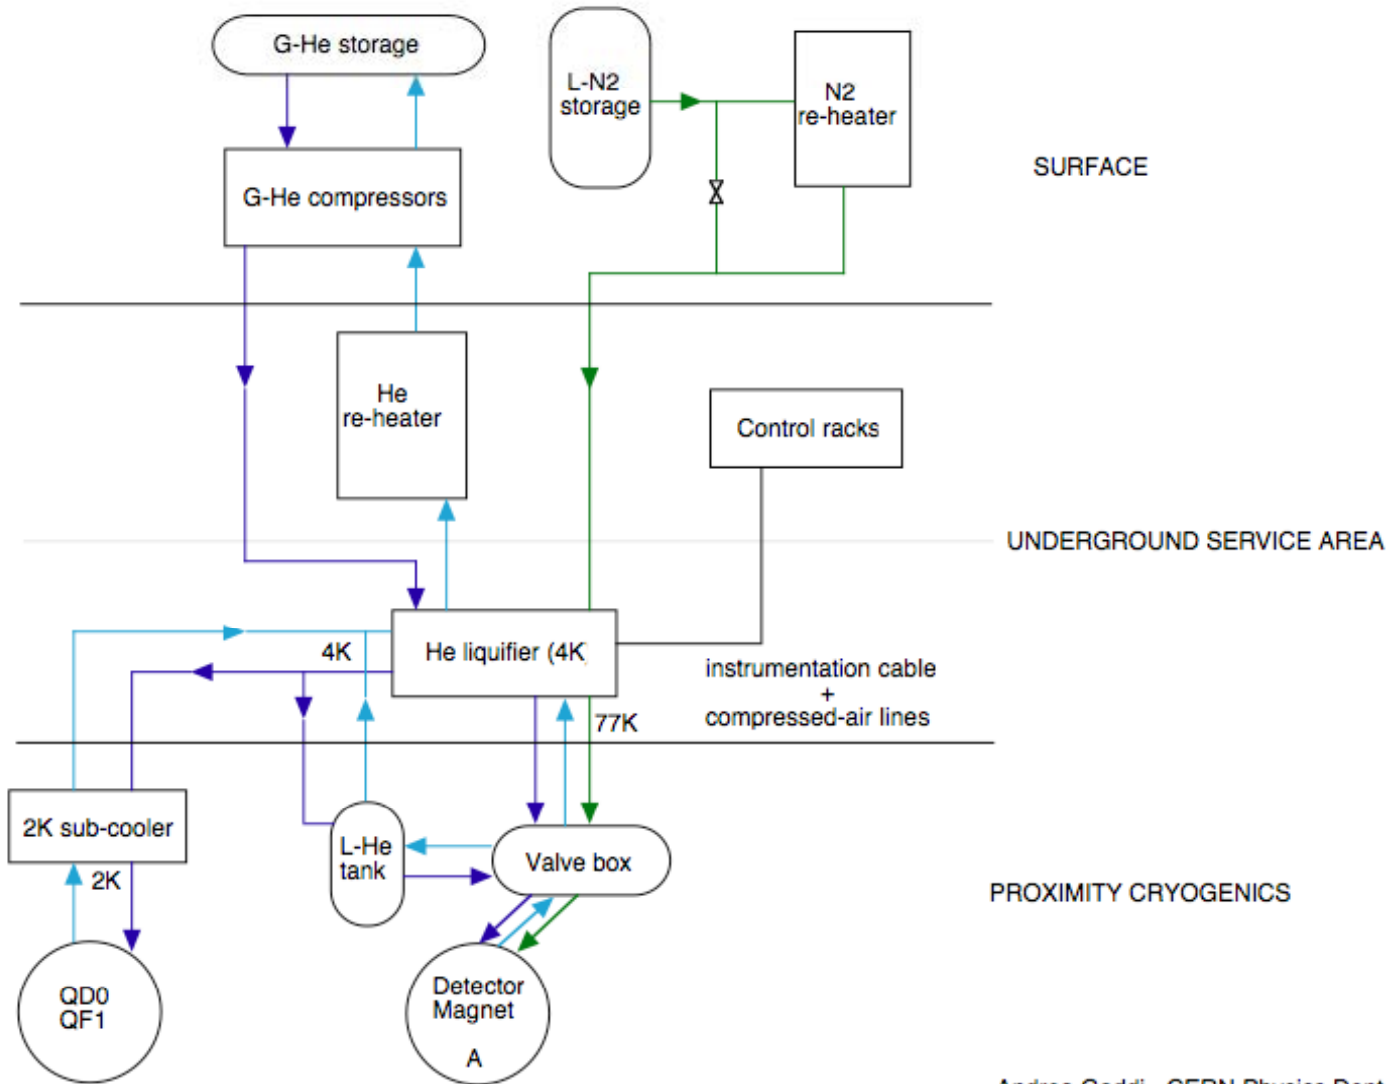 G-He storage
L-N2
storage
N2
re-heater
SURFACE
G-He compressors
He
re-heater
Control racks
UNDERGROUND SERVICE AREA
4K
He liquifier (4K)
instrumentation cable
+
compressed-air lines
77K
2K sub-cooler
L-He
tank
Valve box
2K
PROXIMITY CRYOGENICS
QD0
QF1
Detector
Magnet
A